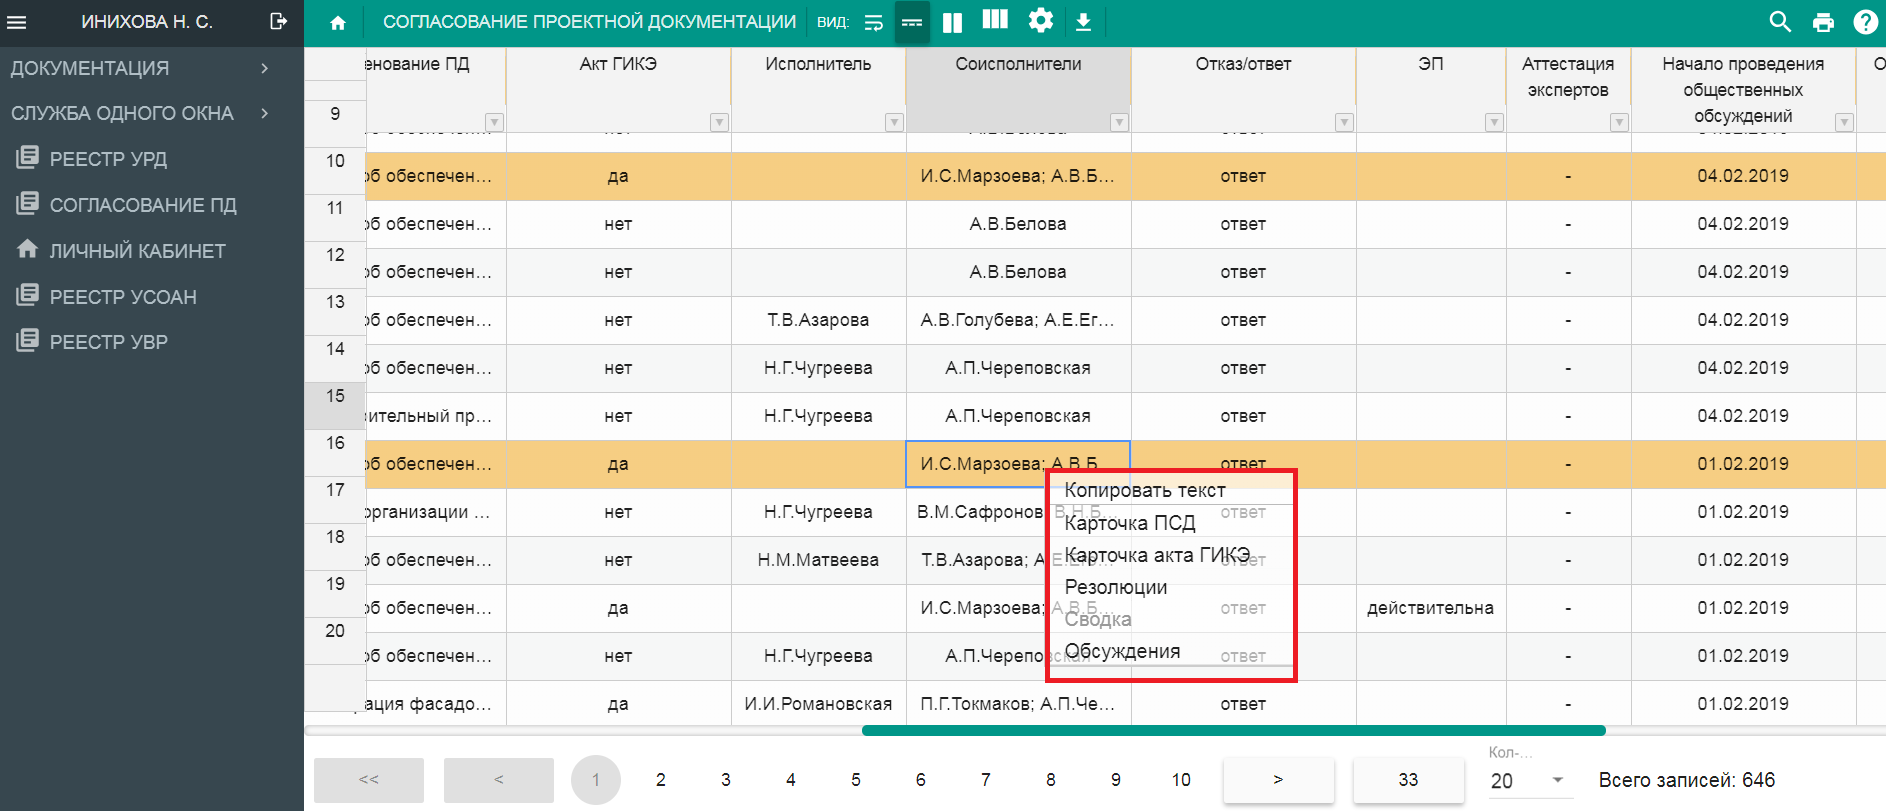 ИНИХОВА Н. С.
СОГЛАСОВАНИЕ ПРОЕКТНОЙ ДОКУМЕНТАЦИИ ВИД:
ДОКУМЕНТАЦИЯ
СЛУЖБА ОДНОГО ОКНА
РЕЕСТР УРД
СОГЛАСОВАНИЕ ПД
ЛИЧНЫЙ КАБИНЕТ
РЕЕСТР УСОАН
РЕЕСТР УВР
енование ПД Акт ГИКЭ Исполнитель Соисполнители Отказ/ответ ЭП Аттестация экспертов Начало проведения общественных обсуждений О
9
10 об обеспечен... да И.С.Марзоева; А.В.Б... ответ - 04.02.2019
11 об обеспечен... нет А.В.Белова ответ - 04.02.2019
12 об обеспечен... нет А.В.Белова ответ - 04.02.2019
13 об обеспечен... нет Т.В.Азарова А.В.Голубева; А.Е.Ег... ответ - 04.02.2019
14 об обеспечен... нет Н.Г.Чугреева А.П.Череповская ответ - 04.02.2019
15 ительный пр... нет Н.Г.Чугреева А.П.Череповская ответ - 04.02.2019
16 об обеспечен... да И.С.Марзоева; А.В.Б... ответ - 01.02.2019
17 организации ... нет Н.Г.Чугреева В.М.Сафронов; В.Н.Б... ответ - 01.02.2019
18 об обеспечен... нет Н.М.Матвеева Т.В.Азарова; А.Е.Ег... ответ - 01.02.2019
19 об обеспечен... да И.С.Марзоева; А.В.Б... ответ действительна - 01.02.2019
20 об обеспечен... нет Н.Г.Чугреева А.П.Череповская ответ - 01.02.2019
рация фасадо... да И.И.Романовская П.Г.Токмаков; А.П.Че... ответ - 01.02.2019
Копировать текст
Карточка ПСД
Карточка акта ГИКЭ
Резолюции
Сводка
Обсуждения
<< < 1 2 3 4 5 6 7 8 9 10 > 33
Кол-...
20
Всего записей: 646